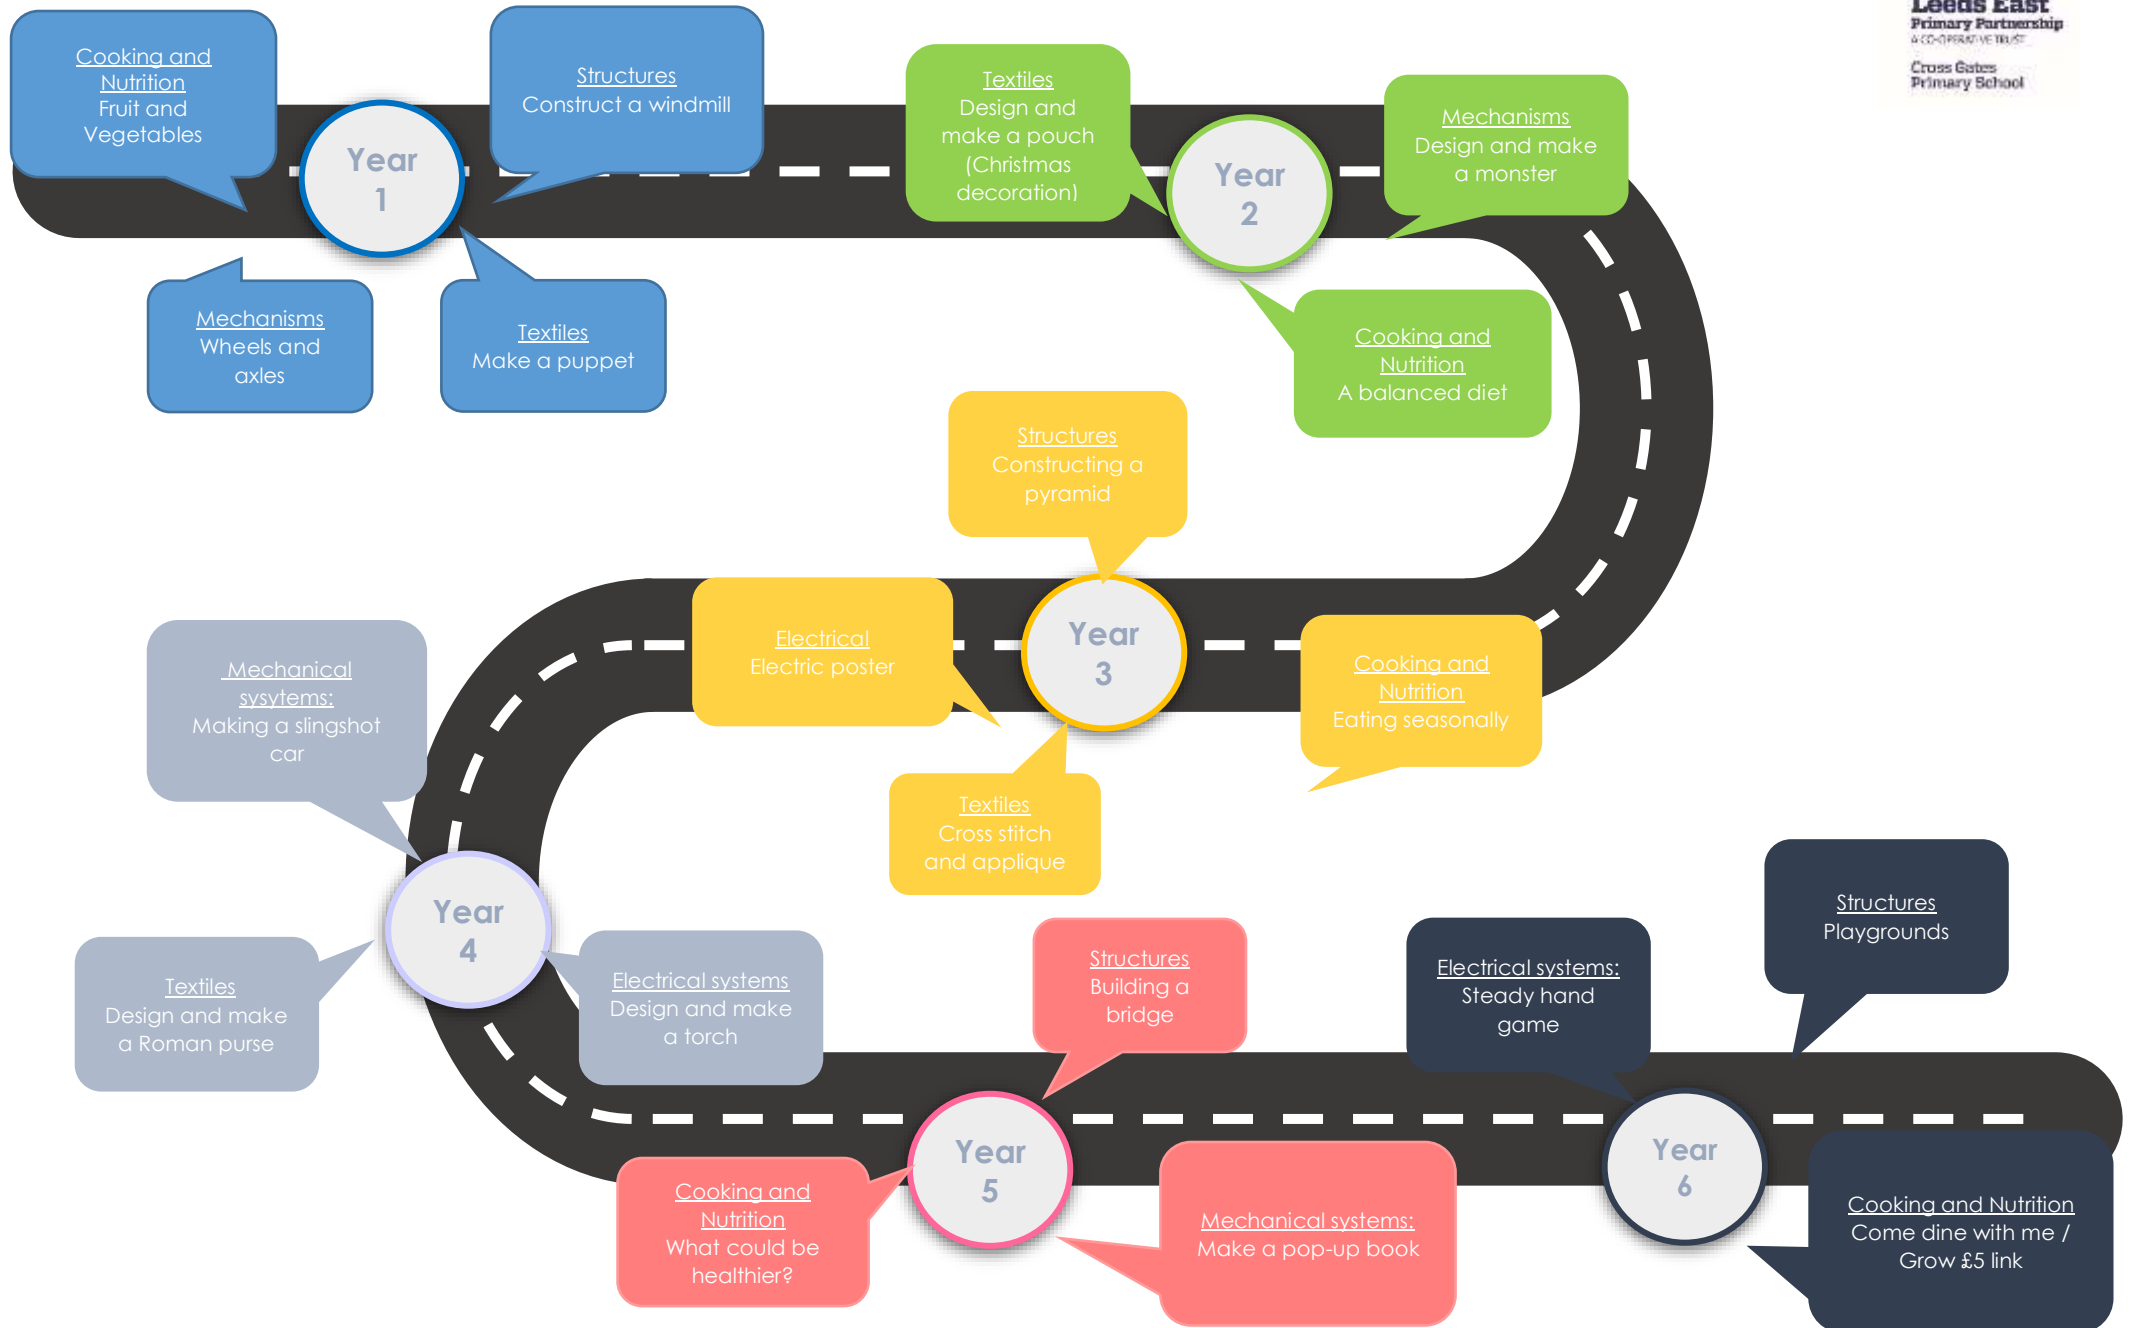 Leeds East
Primary Partnership
A CO-OPERATIVE TRUST
Cross Gates
Primary School
Cooking and
Nutrition
Fruit and
Vegetables
Structures
Construct a windmill
Year
1
Mechanisms
Wheels and
axles
Textiles
Make a puppet
Textiles
Design and
make a pouch
(Christmas
decoration)
Year
2
Mechanisms
Design and make
a monster
Cooking and
Nutrition
A balanced diet
Structures
Constructing a
pyramid
Cooking and
Nutrition
Eating seasonally
Year
3
Electrical
Electric poster
Textiles
Cross stitch
and applique
Mechanical
sysytems:
Making a slingshot
car
Year
4
Textiles
Design and make
a Roman purse
Electrical systems
Design and make
a torch
Structures
Building a
bridge
Year
5
Cooking and
Nutrition
What could be
healthier?
Mechanical systems:
Make a pop-up book
Electrical systems:
Steady hand
game
Structures
Playgrounds
Year
6
Cooking and Nutrition
Come dine with me /
Grow £5 link